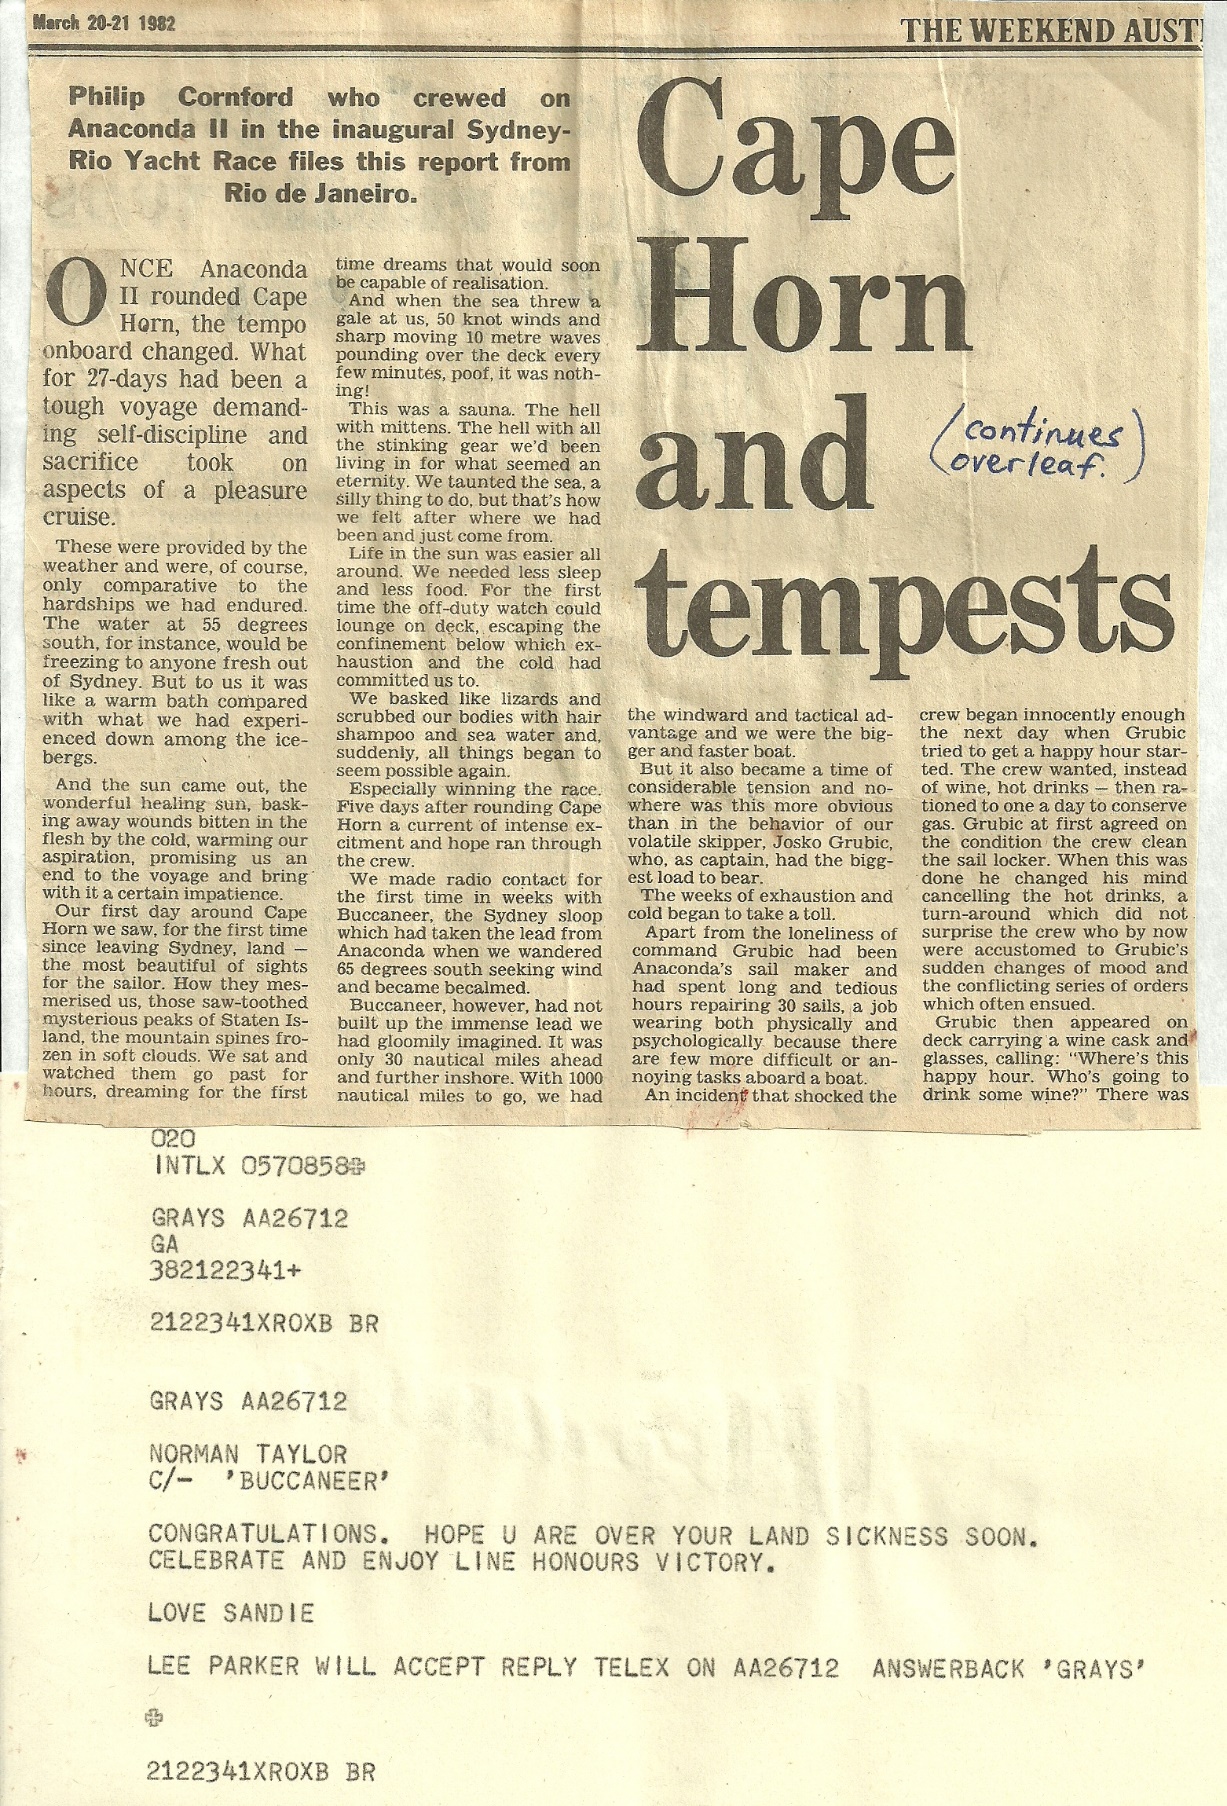 March 20-21 1982
THE WEEKEND AUST
Philip Cornford who crewed on
Anaconda II in the inaugural Sydney-
Rio Yacht Race files this report from
Rio de Janeiro.
Cape
Horn
and
tempests
(continues
overleaf.)
ONCE Anaconda
II rounded Cape
Horn, the tempo
onboard changed. What
for 27-days had been a
tough voyage demand-
ing self-discipline and
sacrifice took on
aspects of a pleasure
cruise.
These were provided by the
weather and were, of course,
only comparative to the
hardships we had endured.
The water at 55 degrees
south, for instance, would be
freezing to anyone fresh out
of Sydney. But to us it was
like a warm bath compared
with what we had experi-
enced down among the ice-
bergs.
And the sun came out, the
wonderful healing sun, bask-
ing away wounds bitten in the
flesh by the cold, warming our
aspiration, promising us an
end to the voyage and bring
with it a certain impatience.
Our first day around Cape
Horn we saw, for the first time
since leaving Sydney, land —
the most beautiful of sights
for the sailor. How they mes-
merised us, those saw-toothed
mysterious peaks of Staten Is-
land, the mountain spines fro-
zen in soft clouds. We sat and
watched them go past for
hours, dreaming for the first
time dreams that would soon
be capable of realisation.
And when the sea threw a
gale at us, 50 knot winds and
sharp moving 10 metre waves
pounding over the deck every
few minutes, poof, it was noth-
ing!
This was a sauna. The hell
with mittens. The hell with all
the stinking gear we'd been
living in for what seemed an
eternity. We taunted the sea, a
silly thing to do, but that's how
we felt after where we had
been and just come from.
Life in the sun was easier all
around. We needed less sleep
and less food. For the first
time the off-duty watch could
lounge on deck, escaping the
confinement below which ex-
haustion and the cold had
committed us to.
We basked like lizards and
scrubbed our bodies with hair
shampoo and sea water and,
suddenly, all things began to
seem possible again.
Especially winning the race.
Five days after rounding Cape
Horn a current of intense ex-
citment and hope ran through
the crew.
We made radio contact for
the first time in weeks with
Buccaneer, the Sydney sloop
which had taken the lead from
Anaconda when we wandered
65 degrees south seeking wind
and became becalmed.
Buccaneer, however, had not
built up the immense lead we
had gloomily imagined. It was
only 30 nautical miles ahead
and further inshore. With 1000
nautical miles to go, we had
the windward and tactical ad-
vantage and we were the big-
ger and faster boat.
But it also became a time of
considerable tension and no-
where was this more obvious
than in the behavior of our
volatile skipper, Josko Grubic,
who, as captain, had the bigg-
est load to bear.
The weeks of exhaustion and
cold began to take a toll.
Apart from the loneliness of
command Grubic had been
Anaconda's sail maker and
had spent long and tedious
hours repairing 30 sails, a job
wearing both physically and
psychologically because there
are few more difficult or an-
noying tasks aboard a boat.
An incident that shocked the
crew began innocently enough
the next day when Grubic
tried to get a happy hour star-
ted. The crew wanted, instead
of wine, hot drinks — then ra-
tioned to one a day to conserve
gas. Grubic at first agreed on
the condition the crew clean
the sail locker. When this was
done he changed his mind
cancelling the hot drinks, a
turn-around which did not
surprise the crew who by now
were accustomed to Grubic's
sudden changes of mood and
the conflicting series of orders
which often ensued.
Grubic then appeared on
deck carrying a wine cask and
glasses, calling: "Where's this
happy hour. Who's going to
drink some wine?" There was
020
INTLX 0570858✠
GRAYS AA26712
GA
382122341+
2122341XROXB BR
GRAYS AA26712
NORMAN TAYLOR
C/- 'BUCCANEER'
CONGRATULATIONS. HOPE U ARE OVER YOUR LAND SICKNESS SOON.
CELEBRATE AND ENJOY LINE HONOURS VICTORY.
LOVE SANDIE
LEE PARKER WILL ACCEPT REPLY TELEX ON AA26712 ANSWERBACK 'GRAYS'
✠
2122341XROXB BR